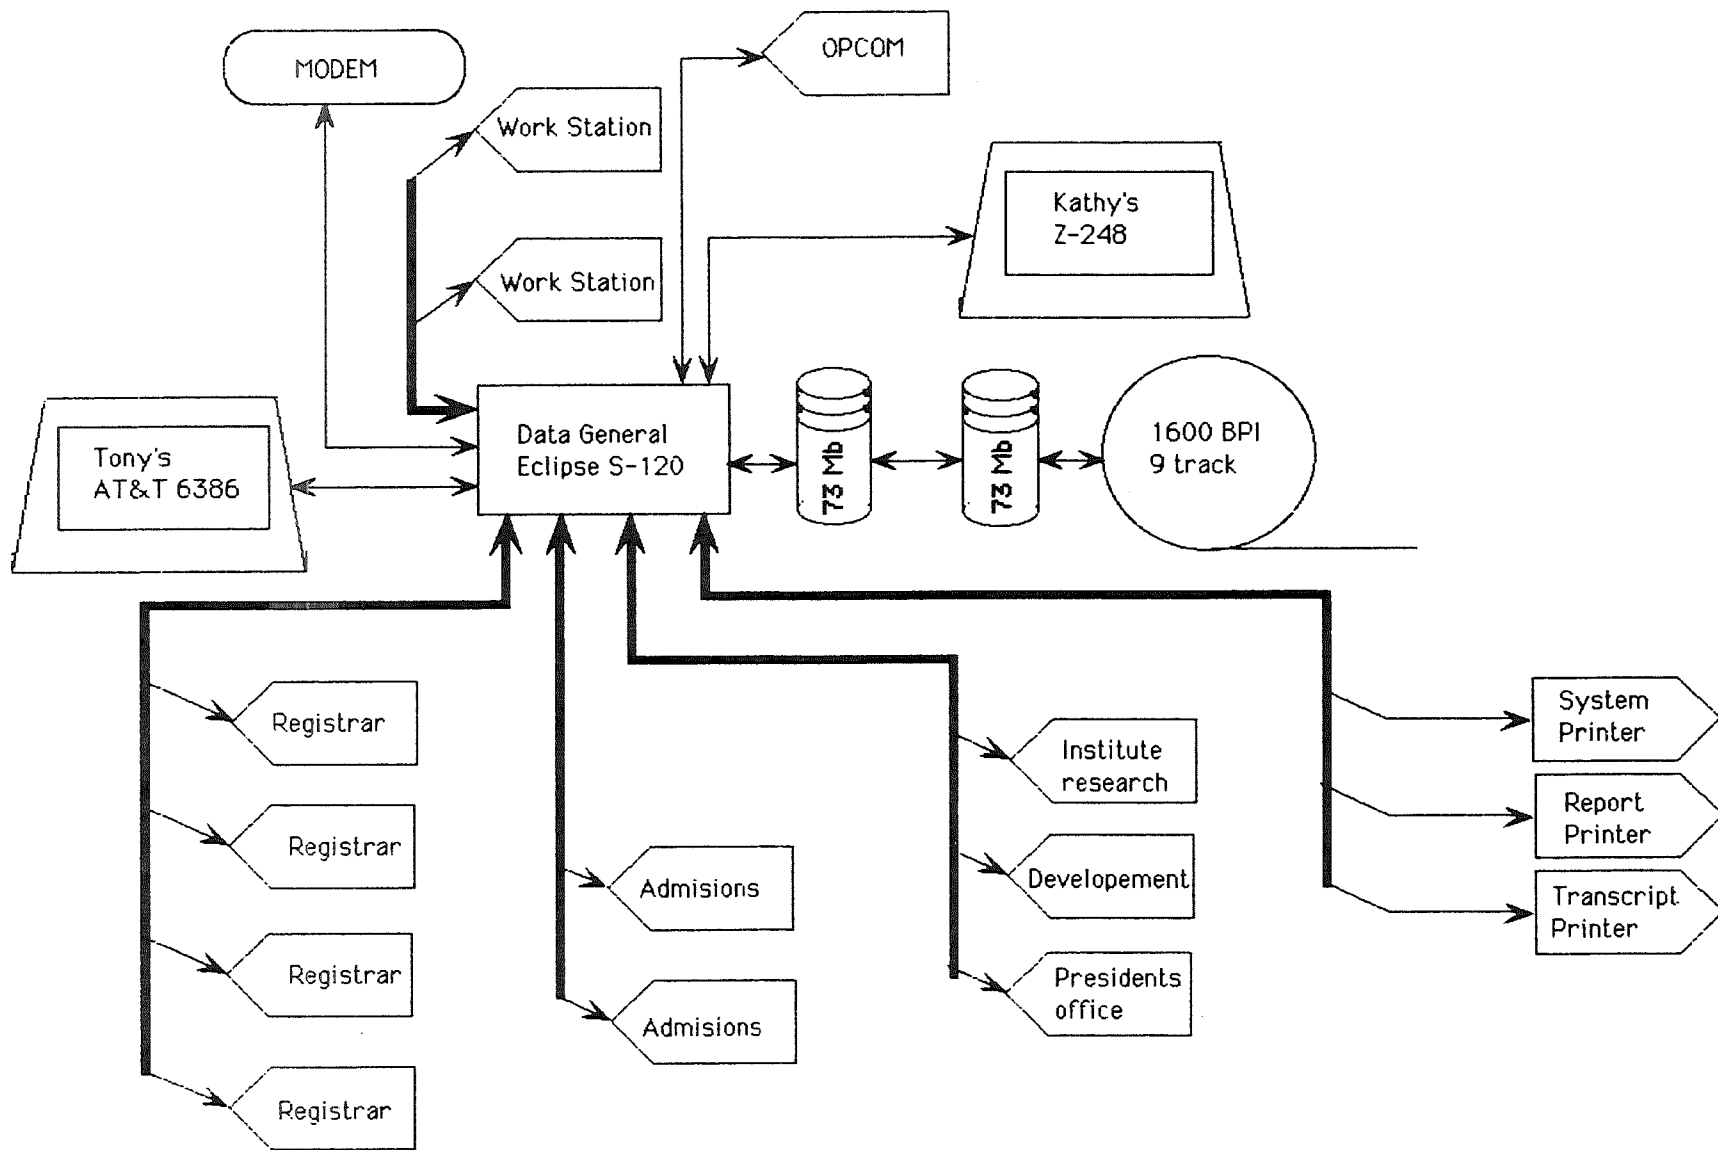 MODEM
OPCOM
Work Station
Work Station
Kathy's
Z-248
Tony's
AT&T 6386
Data General
Eclipse S-120
73 Mb
73 Mb
1600 BPI
9 track
Registrar
Registrar
Registrar
Registrar
Admisions
Admisions
Institute
research
Developement
Presidents
office
System
Printer
Report
Printer
Transcript
Printer